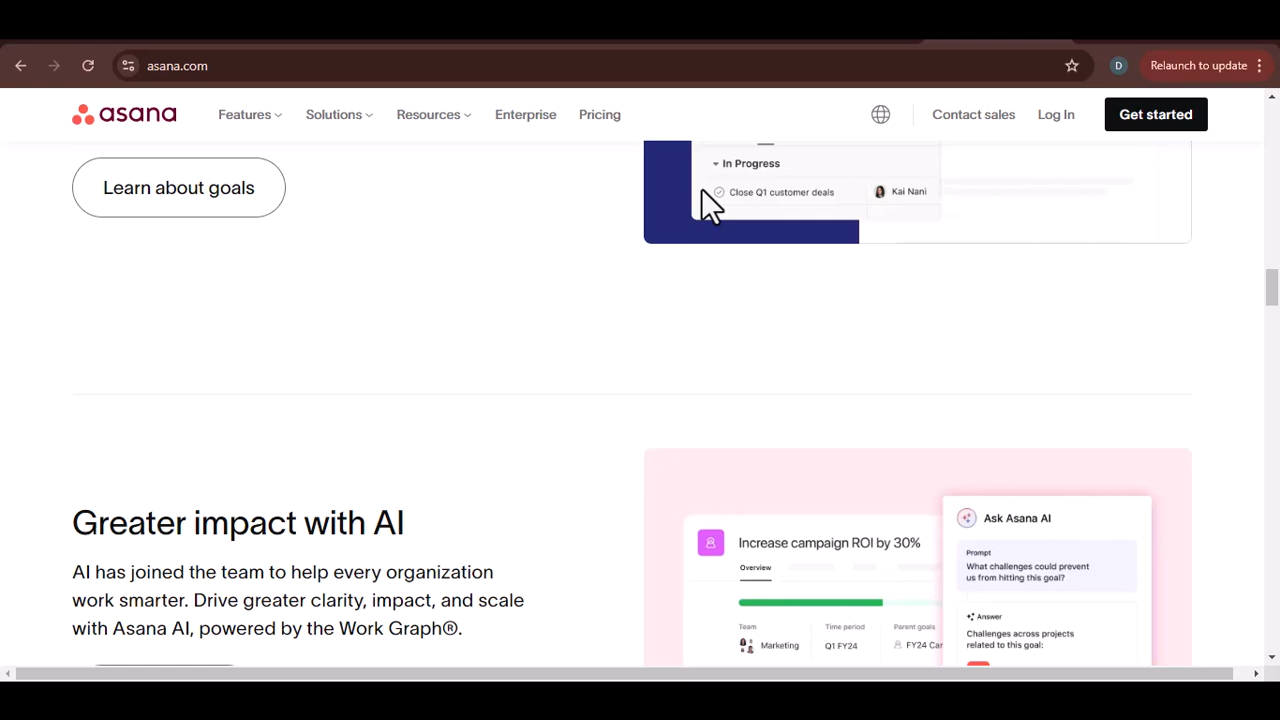 asana.com
D
Relaunch to update
asana
Features
Solutions
Resources
Enterprise
Pricing
Contact sales
Log In
Get started
Learn about goals
In Progress
Close Q1 customer deals
Kai Nani
Greater impact with AI
AI has joined the team to help every organization
work smarter. Drive greater clarity, impact, and scale
with Asana AI, powered by the Work Graph®.
Increase campaign ROI by 30%
Overview
Team
Time period
Parent goals
Marketing
Q1 FY24
FY24 Car
Ask Asana AI
Prompt
What challenges could prevent
us from hitting this goal?
Answer
Challenges across projects
related to this goal: